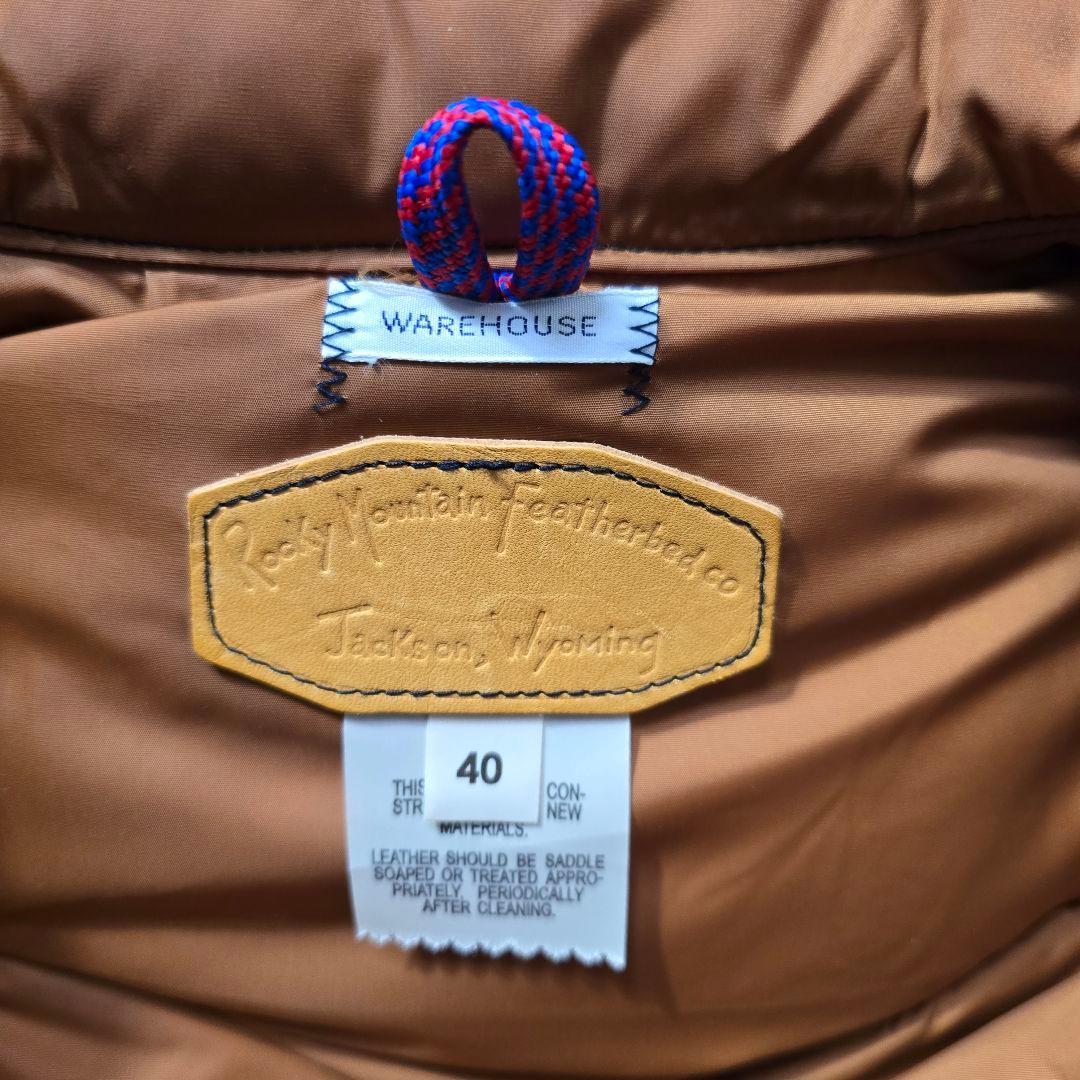 WAREHOUSE
Rocky Mountain Featherbed co
Jackson, Wyoming
40
THIS CON-
STR NEW
MATERIALS.
LEATHER SHOULD BE SADDLE
SOAPED OR TREATED APPRO-
PRIATELY, PERIODICALLY
AFTER CLEANING.